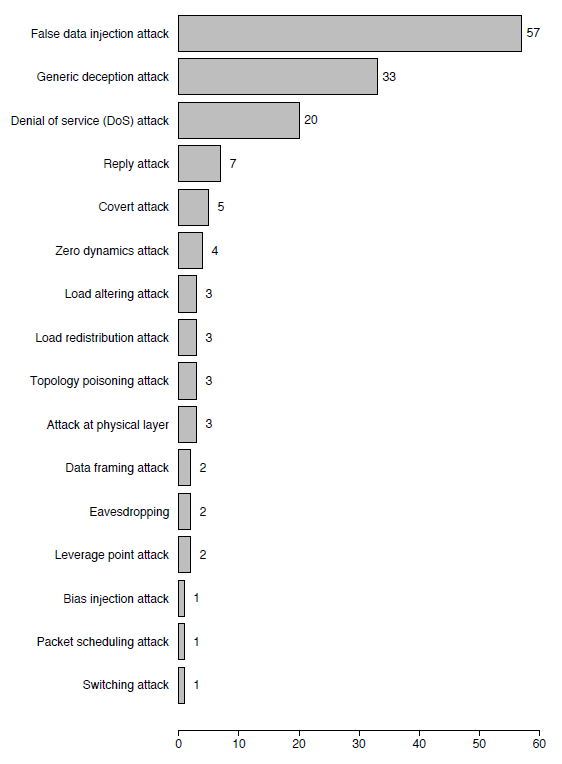 False data injection attack 57
Generic deception attack 33
Denial of service (DoS) attack 20
Reply attack 7
Covert attack 5
Zero dynamics attack 4
Load altering attack 3
Load redistribution attack 3
Topology poisoning attack 3
Attack at physical layer 3
Data framing attack 2
Eavesdropping 2
Leverage point attack 2
Bias injection attack 1
Packet scheduling attack 1
Switching attack 1
0 10 20 30 40 50 60